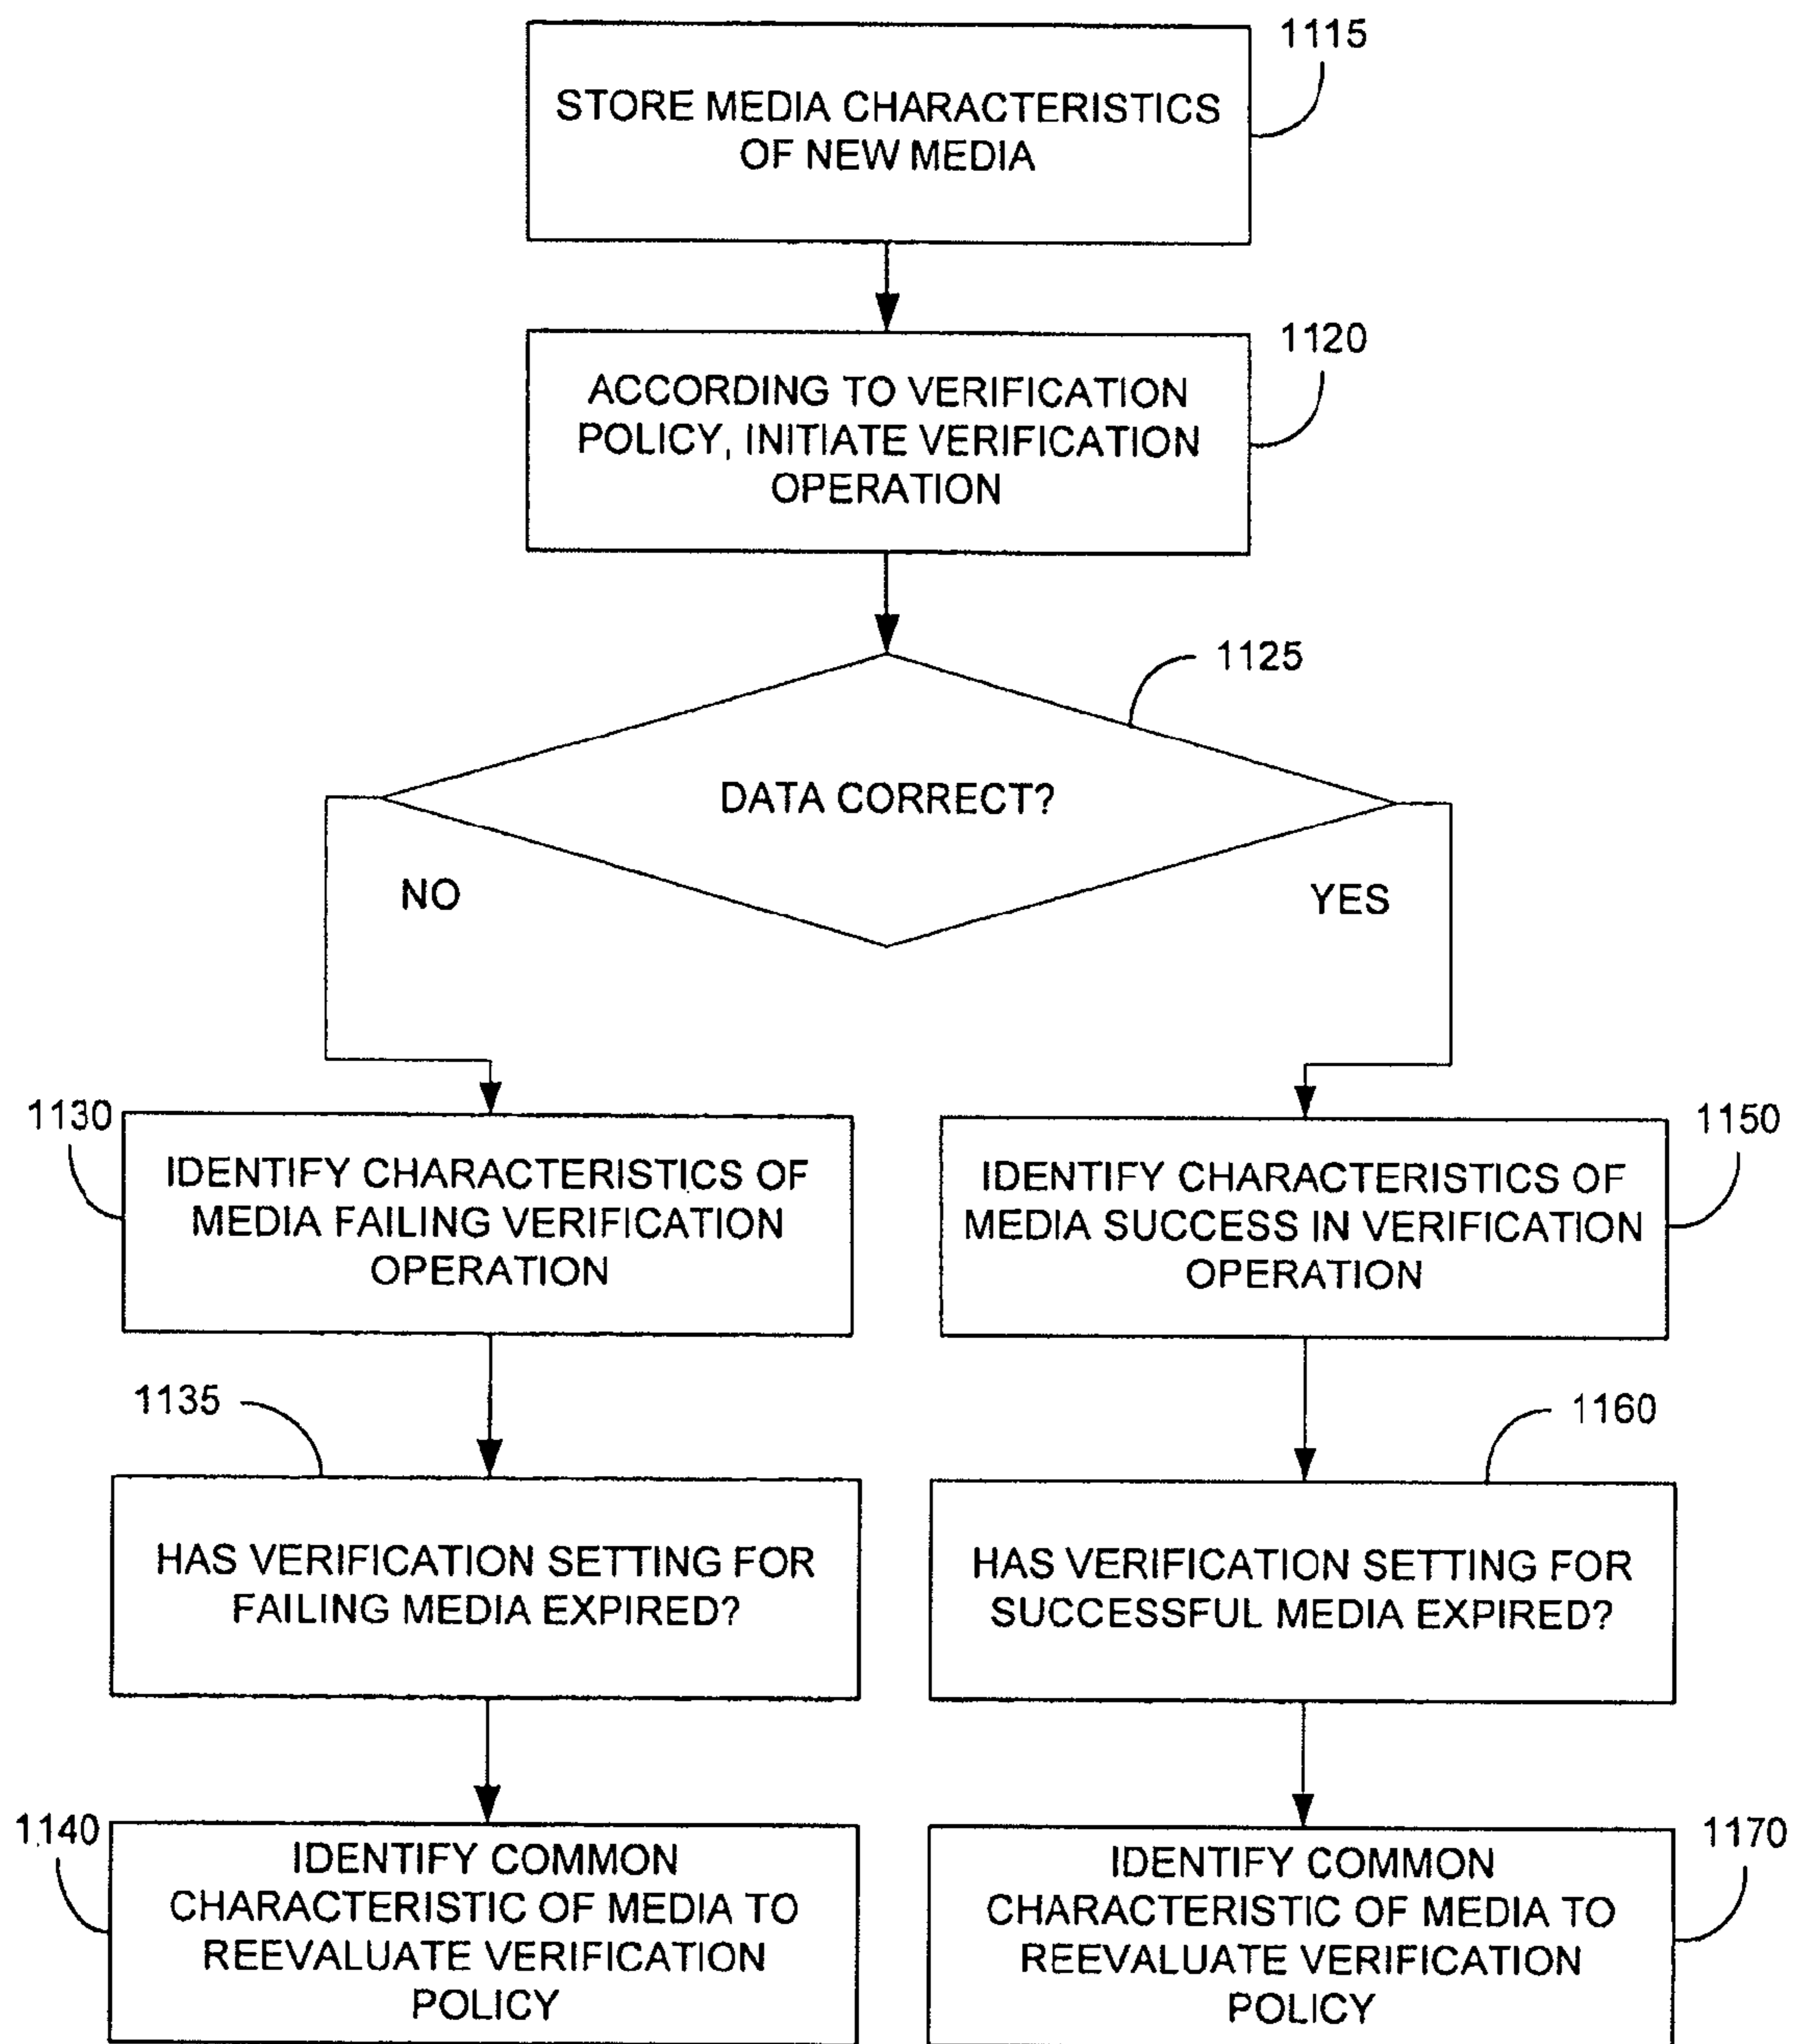 1115
STORE MEDIA CHARACTERISTICS
OF NEW MEDIA
1120
ACCORDING TO VERIFICATION
POLICY, INITIATE VERIFICATION
OPERATION
1125
DATA CORRECT?
NO
YES
1130
IDENTIFY CHARACTERISTICS OF
MEDIA FAILING VERIFICATION
OPERATION
1150
IDENTIFY CHARACTERISTICS OF
MEDIA SUCCESS IN VERIFICATION
OPERATION
1135
HAS VERIFICATION SETTING FOR
FAILING MEDIA EXPIRED?
1160
HAS VERIFICATION SETTING FOR
SUCCESSFUL MEDIA EXPIRED?
1140
IDENTIFY COMMON
CHARACTERISTIC OF MEDIA TO
REEVALUATE VERIFICATION
POLICY
1170
IDENTIFY COMMON
CHARACTERISTIC OF MEDIA TO
REEVALUATE VERIFICATION
POLICY